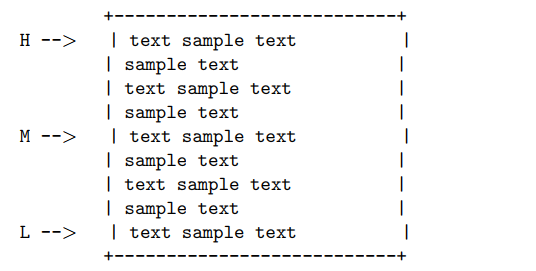 +---------------------------+
H -->   | text sample text          |
      | sample text               |
      | text sample text          |
      | sample text               |
M -->   | text sample text          |
      | sample text               |
      | text sample text          |
      | sample text               |
L -->   | text sample text          |
      +---------------------------+